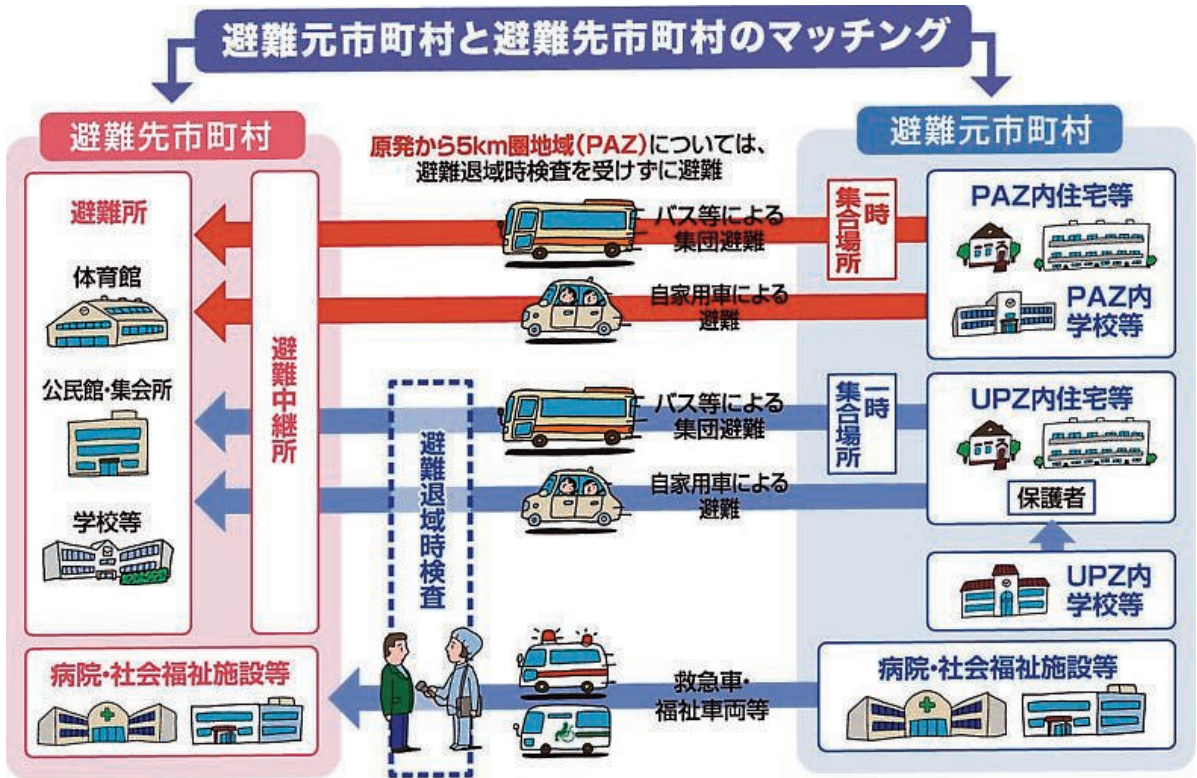 避難元市町村と避難先市町村のマッチング
避難先市町村
避難所
体育館
公民館・集会所
学校等
避難中継所
病院・社会福祉施設等
原発から5km圏地域(PAZ)については、
避難退域時検査を受けずに避難
バス等による
集団避難
自家用車による
避難
バス等による
集団避難
自家用車による
避難
避難退域時検査
救急車・
福祉車両等
避難元市町村
一時
集合場所
PAZ内住宅等
PAZ内
学校等
一時
集合場所
UPZ内住宅等
保護者
UPZ内
学校等
病院・社会福祉施設等